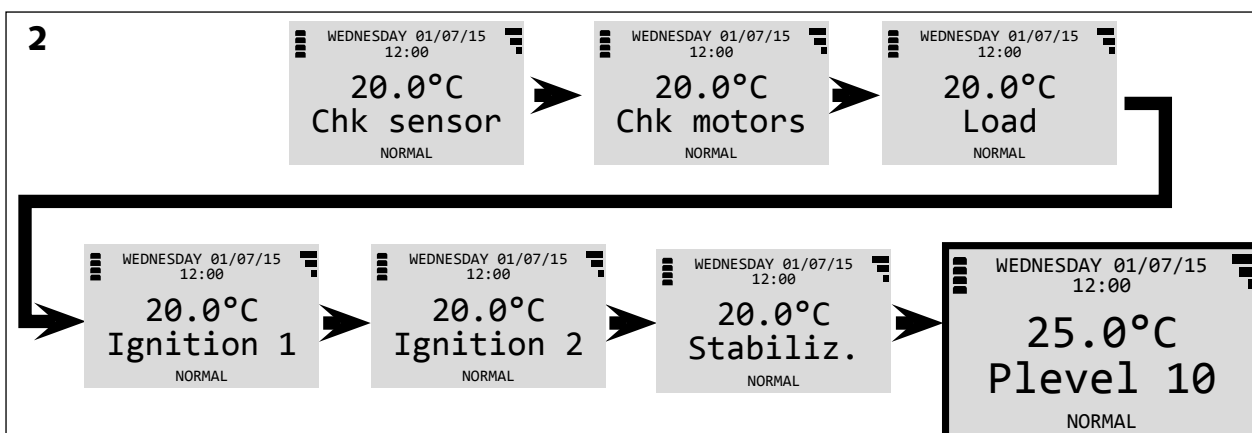 2
WEDNESDAY 01/07/15
12:00
20.0°C
Chk sensor
NORMAL
WEDNESDAY 01/07/15
12:00
20.0°C
Chk motors
NORMAL
WEDNESDAY 01/07/15
12:00
20.0°C
Load
NORMAL
WEDNESDAY 01/07/15
12:00
20.0°C
Ignition 1
NORMAL
WEDNESDAY 01/07/15
12:00
20.0°C
Ignition 2
NORMAL
WEDNESDAY 01/07/15
12:00
20.0°C
Stabiliz.
NORMAL
WEDNESDAY 01/07/15
12:00
25.0°C
Plevel 10
NORMAL